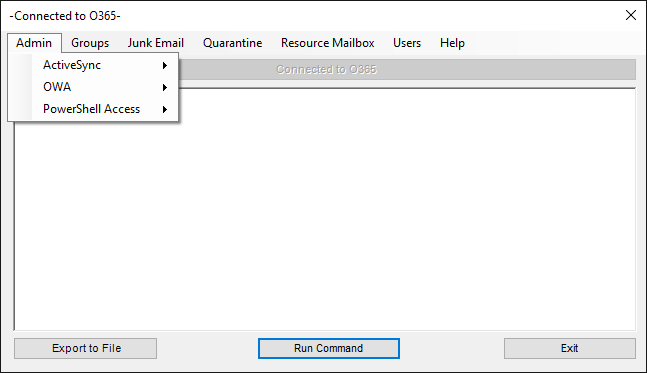 -Connected to O365-
Admin Groups Junk Email Quarantine Resource Mailbox Users Help
Connected to O365
ActiveSync
OWA
PowerShell Access
Export to File Run Command Exit